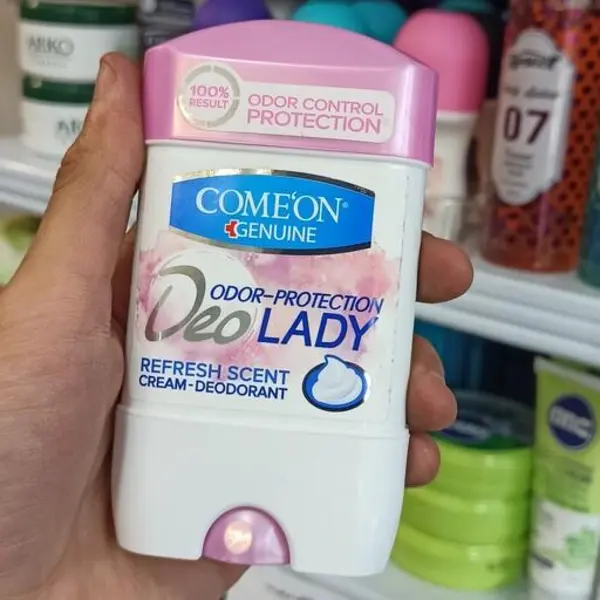 100%
RESULT
ODOR CONTROL
PROTECTION
COME'ON®
GENUINE
ODOR-PROTECTION
Deo LADY
REFRESH SCENT
CREAM-DEODORANT
07